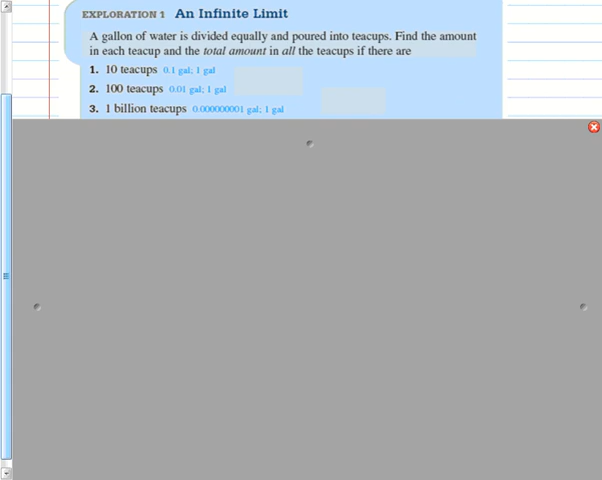 EXPLORATION 1 An Infinite Limit
A gallon of water is divided equally and poured into teacups. Find the amount
in each teacup and the total amount in all the teacups if there are
1. 10 teacups 0.1 gal; 1 gal
2. 100 teacups 0.01 gal; 1 gal
3. 1 billion teacups 0.000000001 gal; 1 gal